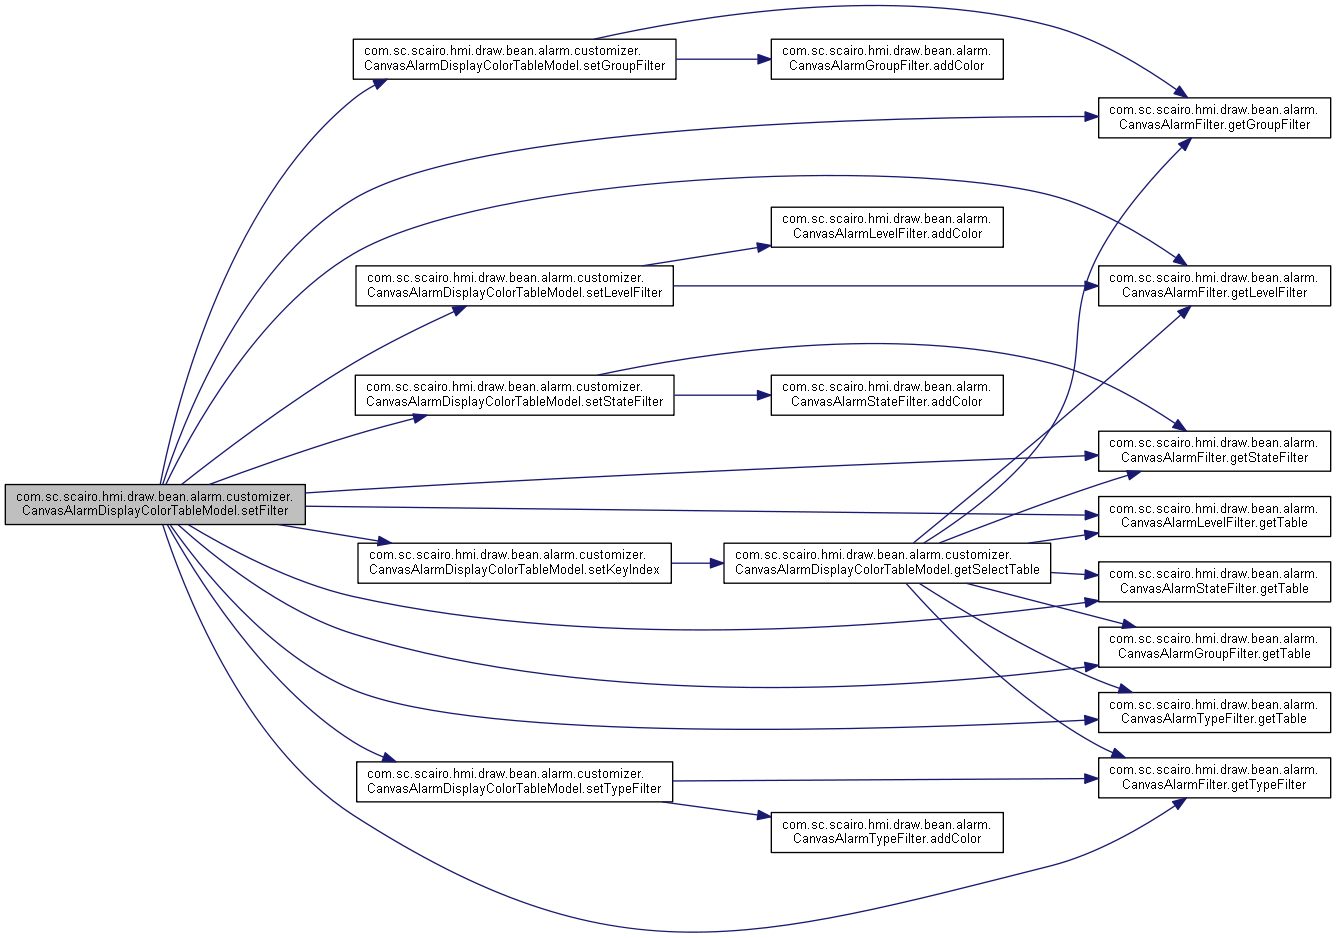 com.sc.scairo.hmi.draw.bean.alarm.customizer.
CanvasAlarmDisplayColorTableModel.setFilter
com.sc.scairo.hmi.draw.bean.alarm.customizer.
CanvasAlarmDisplayColorTableModel.setGroupFilter
com.sc.scairo.hmi.draw.bean.alarm.customizer.
CanvasAlarmDisplayColorTableModel.setLevelFilter
com.sc.scairo.hmi.draw.bean.alarm.customizer.
CanvasAlarmDisplayColorTableModel.setStateFilter
com.sc.scairo.hmi.draw.bean.alarm.customizer.
CanvasAlarmDisplayColorTableModel.setKeyIndex
com.sc.scairo.hmi.draw.bean.alarm.customizer.
CanvasAlarmDisplayColorTableModel.setTypeFilter
com.sc.scairo.hmi.draw.bean.alarm.
CanvasAlarmGroupFilter.addColor
com.sc.scairo.hmi.draw.bean.alarm.
CanvasAlarmLevelFilter.addColor
com.sc.scairo.hmi.draw.bean.alarm.
CanvasAlarmStateFilter.addColor
com.sc.scairo.hmi.draw.bean.alarm.customizer.
CanvasAlarmDisplayColorTableModel.getSelectTable
com.sc.scairo.hmi.draw.bean.alarm.
CanvasAlarmTypeFilter.addColor
com.sc.scairo.hmi.draw.bean.alarm.
CanvasAlarmFilter.getGroupFilter
com.sc.scairo.hmi.draw.bean.alarm.
CanvasAlarmFilter.getLevelFilter
com.sc.scairo.hmi.draw.bean.alarm.
CanvasAlarmFilter.getStateFilter
com.sc.scairo.hmi.draw.bean.alarm.
CanvasAlarmLevelFilter.getTable
com.sc.scairo.hmi.draw.bean.alarm.
CanvasAlarmStateFilter.getTable
com.sc.scairo.hmi.draw.bean.alarm.
CanvasAlarmGroupFilter.getTable
com.sc.scairo.hmi.draw.bean.alarm.
CanvasAlarmTypeFilter.getTable
com.sc.scairo.hmi.draw.bean.alarm.
CanvasAlarmFilter.getTypeFilter